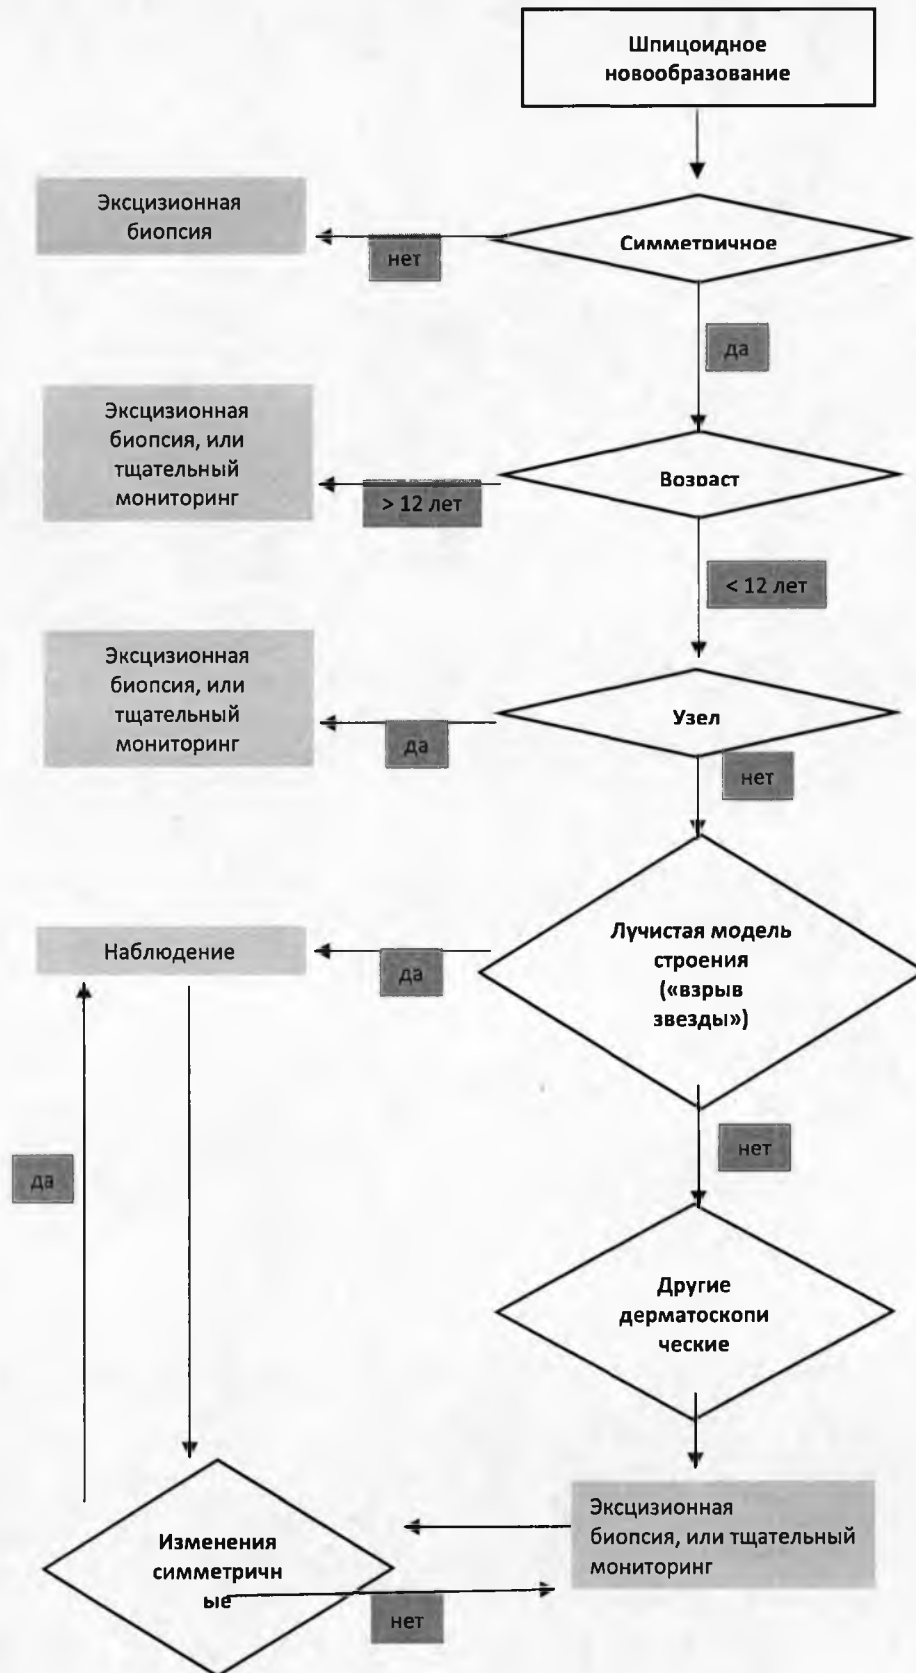 Шпицоидное
новообразование
Эксцизионная
биопсия
нет
Симметричное
да
Эксцизионная
биопсия, или
тщательный
мониторинг
> 12 лет
Возраст
< 12 лет
Эксцизионная
биопсия, или
тщательный
мониторинг
да
Узел
нет
Лучистая модель
строения
(«взрыв
звезды»)
Наблюдение
да
нет
да
Другие
дерматоскопи
ческие
Эксцизионная
биопсия, или тщательный
мониторинг
Изменения
симметричн
ые
нет